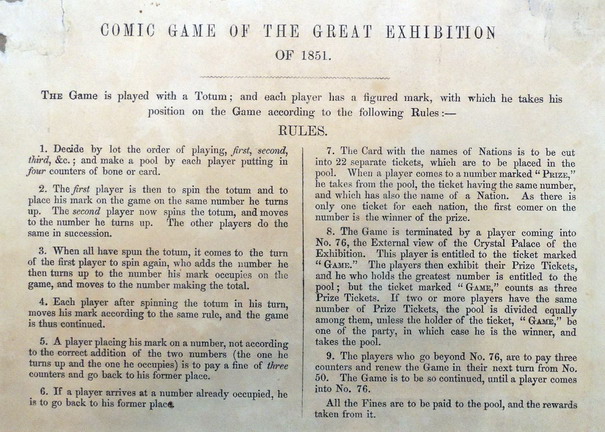 COMIC GAME OF THE GREAT EXHIBITION
OF 1851.
THE Game is played with a Totum; and each player has a figured mark, with which he takes his
position on the Game according to the following Rules:—
RULES.
1. Decide by lot the order of playing, first, second,
third, &c.; and make a pool by each player putting in
four counters of bone or card.
2. The first player is then to spin the totum and to
place his mark on the game on the same number he turns
up. The second player now spins the totum, and moves
to the number he turns up. The other players do the
same in succession.
3. When all have spun the totum, it comes to the turn
of the first player to spin again, who adds the number he
then turns up to the number his mark occupies on the
game, and moves to the number making the total.
4. Each player after spinning the totum in his turn,
moves his mark according to the same rule, and the game
is thus continued.
5. A player placing his mark on a number, not according
to the correct addition of the two numbers (the one he
turns up and the one he occupies) is to pay a fine of three
counters and go back to his former place.
6. If a player arrives at a number already occupied, he
is to go back to his former place.
7. The Card with the names of Nations is to be cut
into 22 separate tickets, which are to be placed in the
pool. When a player comes to a number marked "PRIZE,"
he takes from the pool, the ticket having the same number,
and which has also the name of a Nation. As there is
only one ticket for each nation, the first comer on the
number is the winner of the prize.
8. The Game is terminated by a player coming into
No. 76, the External view of the Crystal Palace of the
Exhibition. This player is entitled to the ticket marked
"GAME." The players then exhibit their Prize Tickets,
and he who holds the greatest number is entitled to the
pool; but the ticket marked "GAME," counts as three
Prize Tickets. If two or more players have the same
number of Prize Tickets, the pool is divided equally
among them, unless the holder of the ticket, "GAME," be
one of the party, in which case he is the winner, and
takes the pool.
9. The players who go beyond No. 76, are to pay three
counters and renew the Game in their next turn from No.
50. The Game is to be so continued, until a player comes
into No. 76.
All the Fines are to be paid to the pool, and the rewards
taken from it.